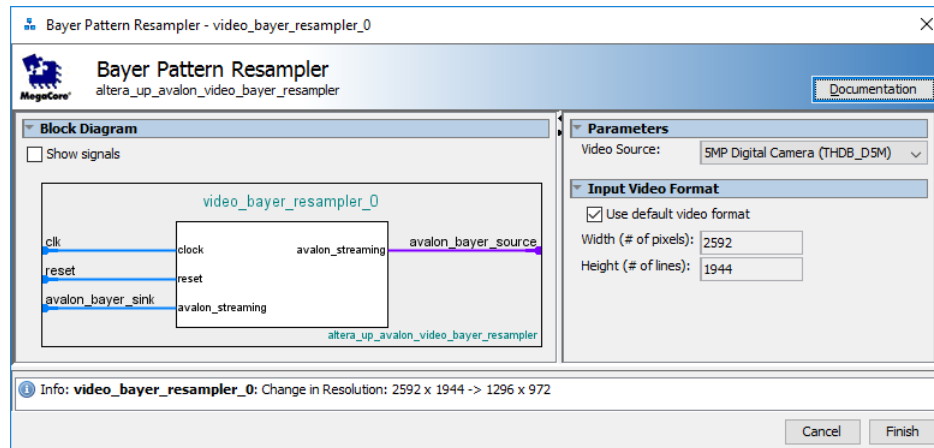 Bayer Pattern Resampler - video_bayer_resampler_0
Bayer Pattern Resampler
altera_up_avalon_video_bayer_resampler
MegaCore'
Documentation
Block Diagram
Show signals
video_bayer_resampler_0
clk
clock
avalon_streaming
avalon_bayer_source
reset
reset
avalon_bayer_sink
avalon_streaming
altera_up_avalon_video_bayer_resampler
Parameters
Video Source: 5MP Digital Camera (THDB_D5M)
Input Video Format
Use default video format
Width (# of pixels): 2592
Height (# of lines): 1944
Info: video_bayer_resampler_0: Change in Resolution: 2592 x 1944 -> 1296 x 972
Cancel
Finish